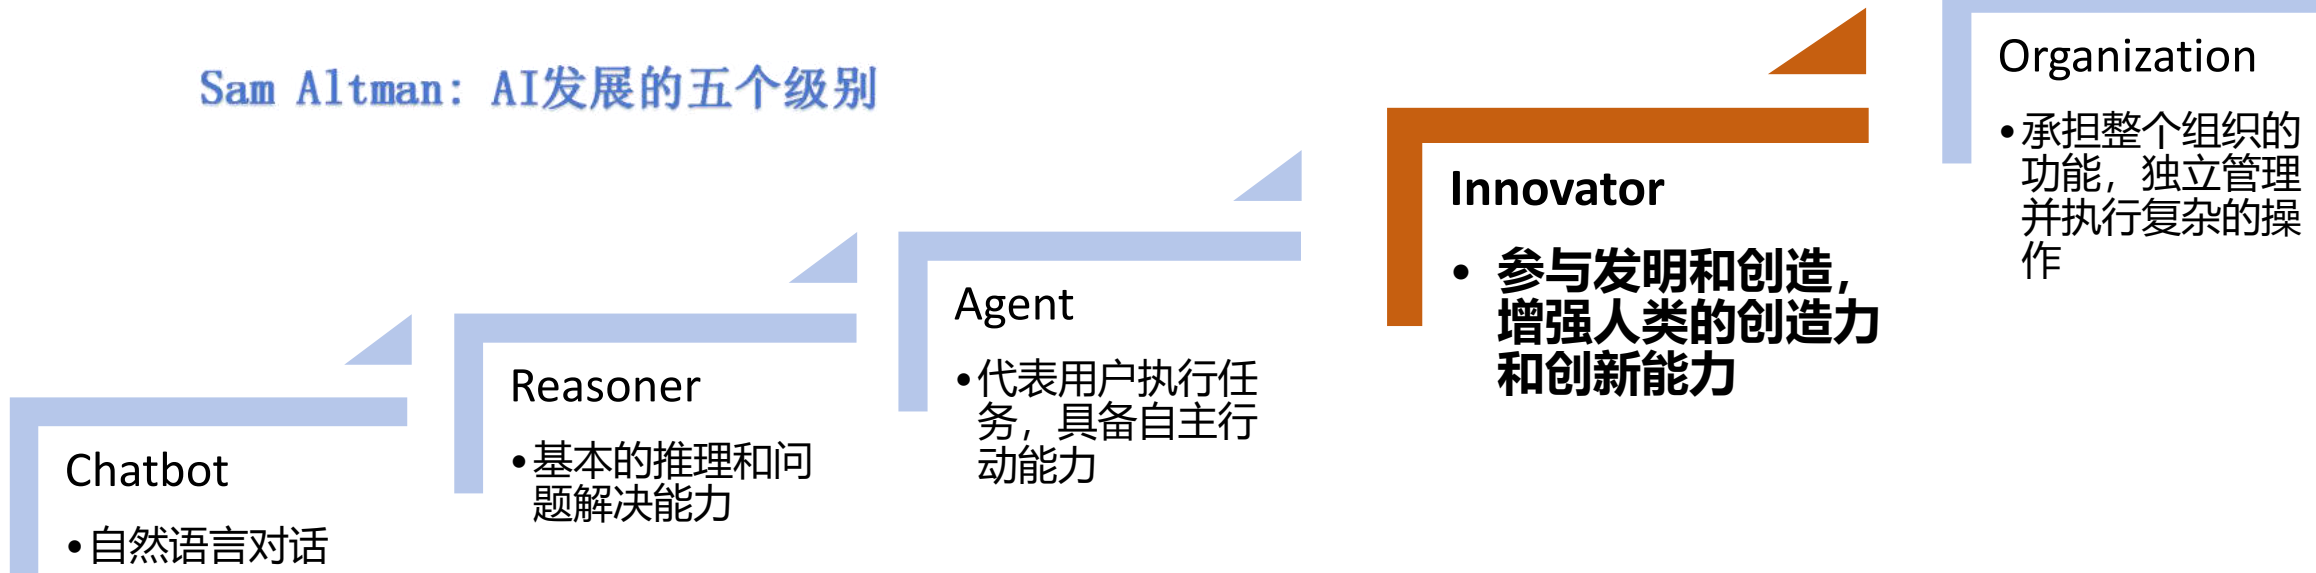 Sam Altman: AI发展的五个级别
Chatbot
•自然语言对话
Reasoner
•基本的推理和问
题解决能力
Agent
•代表用户执行任
务，具备自主行
动能力
Innovator
• 参与发明和创造，
增强人类的创造力
和创新能力
Organization
•承担整个组织的
功能，独立管理
并执行复杂的操
作